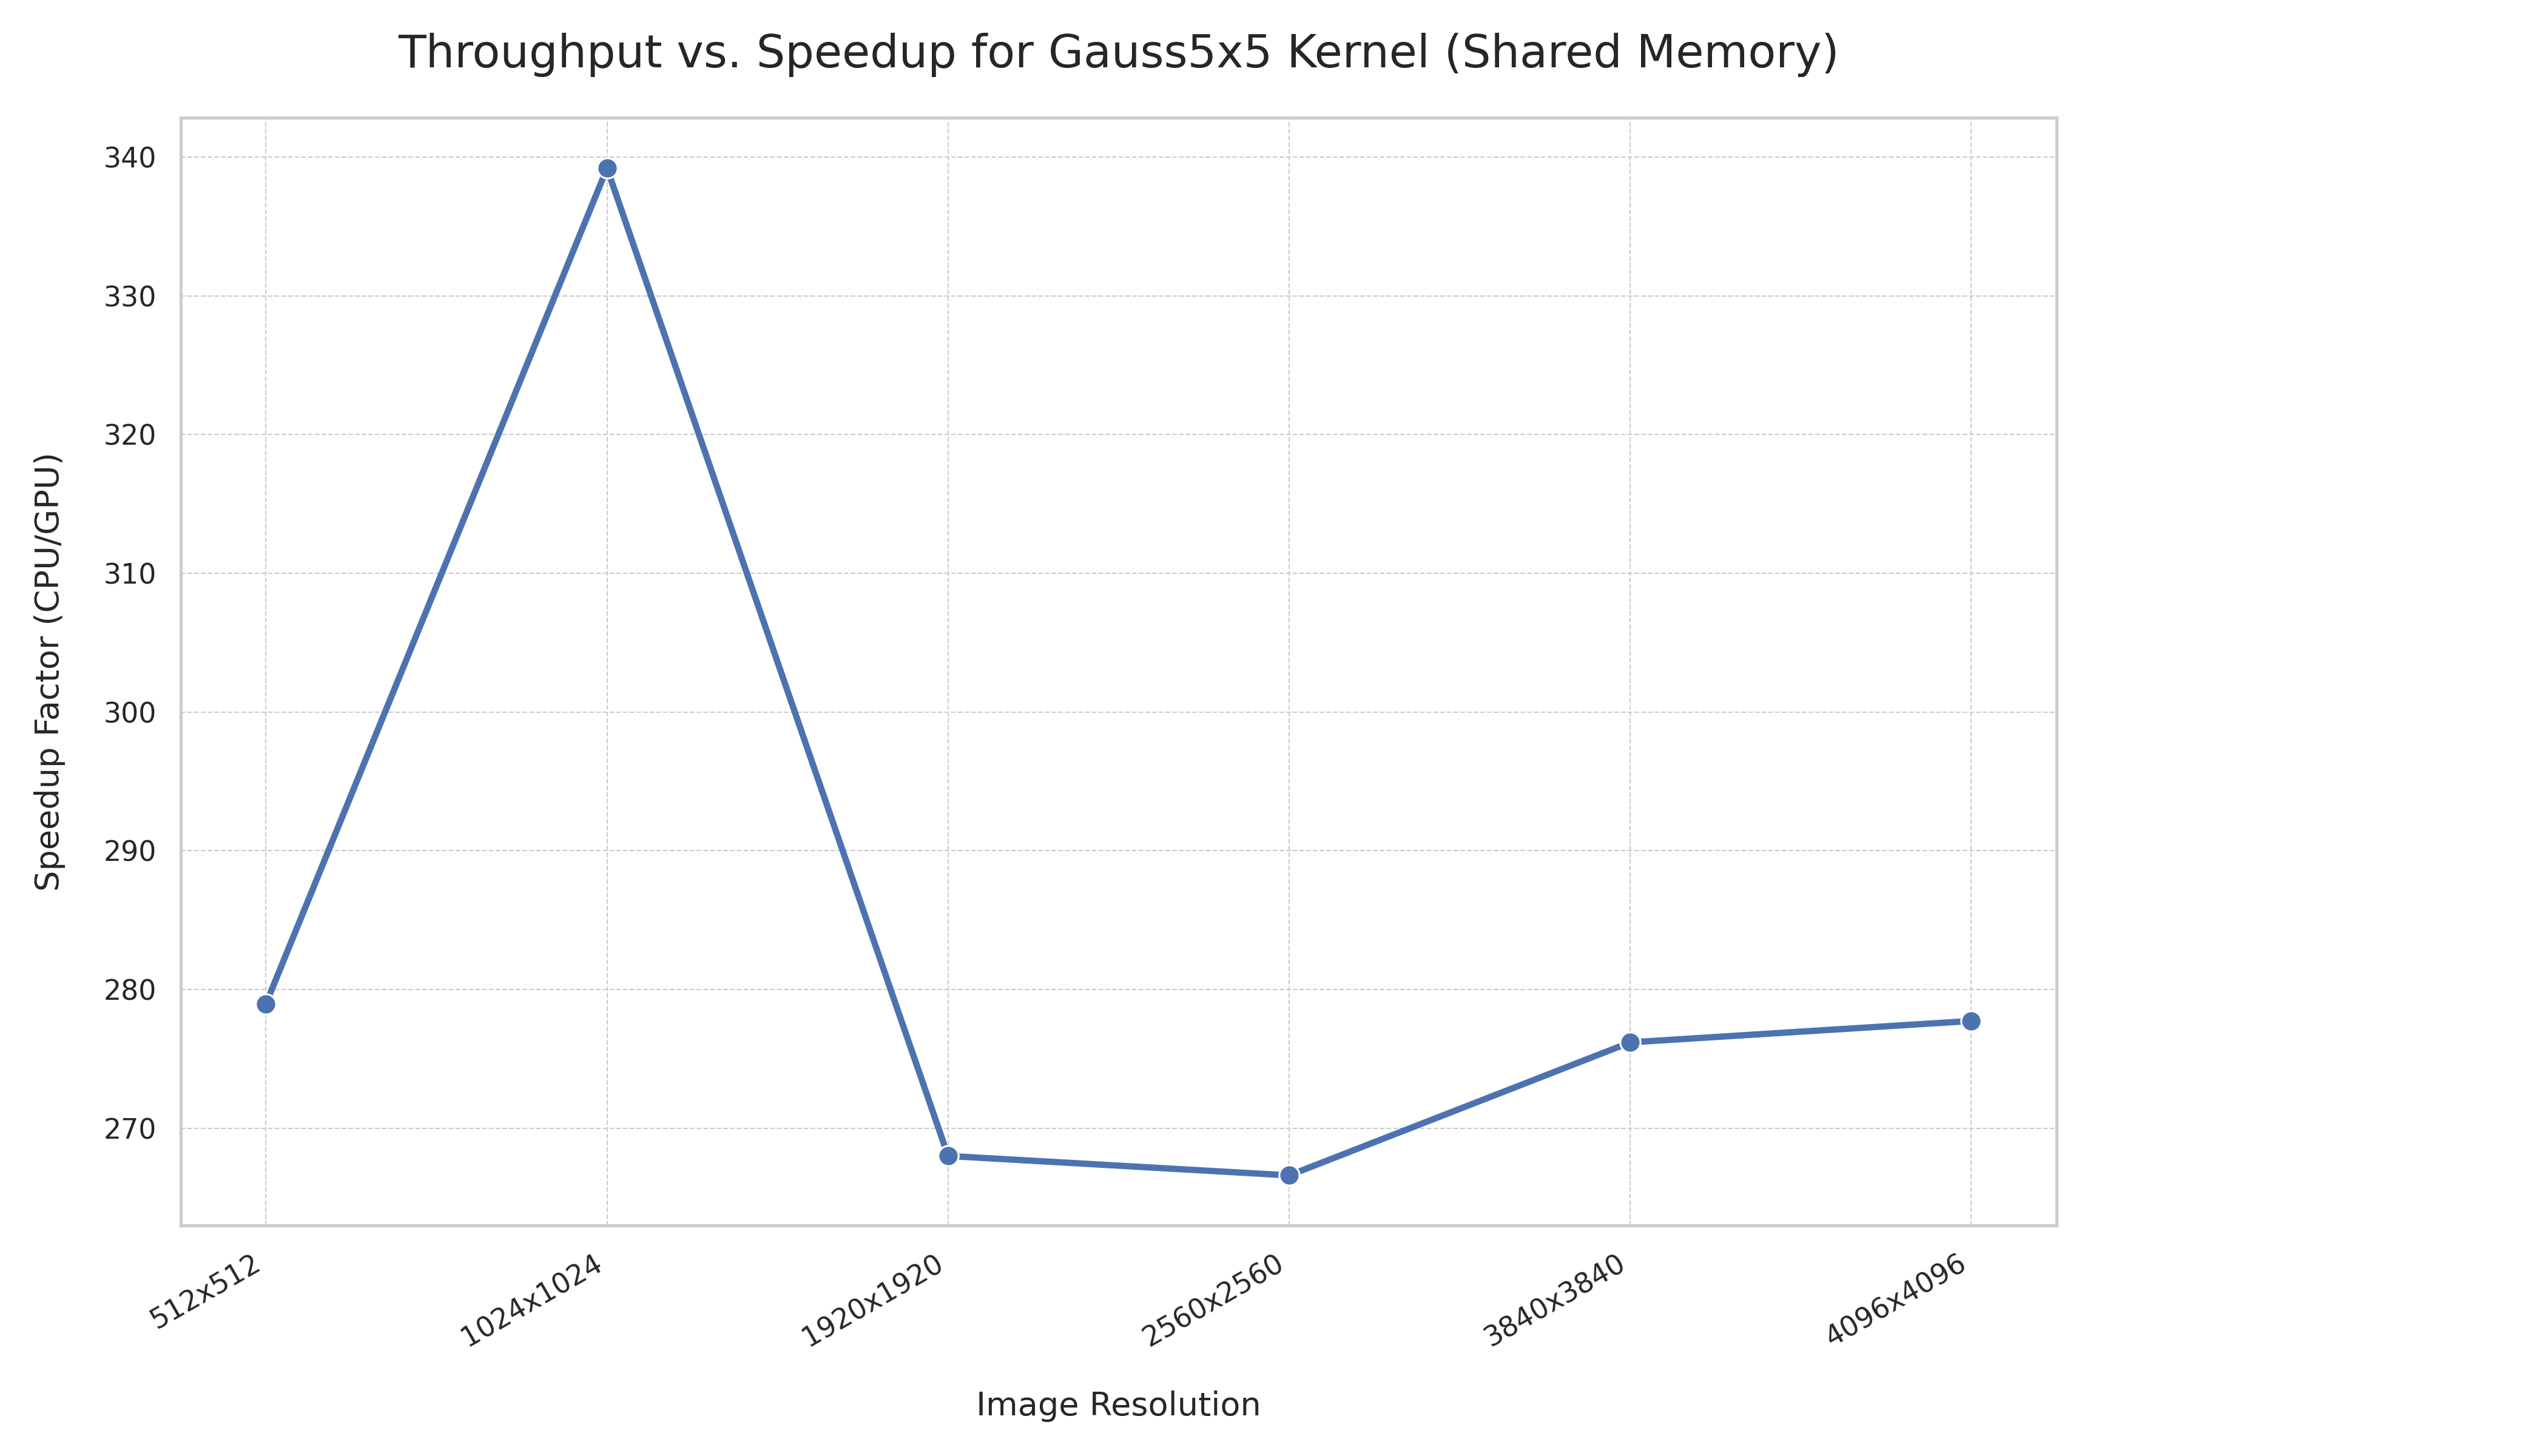 Throughput vs. Speedup for Gauss5x5 Kernel (Shared Memory)
Speedup Factor (CPU/GPU)
340
330
320
310
300
290
280
270
512x512
1024x1024
1920x1920
2560x2560
3840x3840
4096x4096
Image Resolution